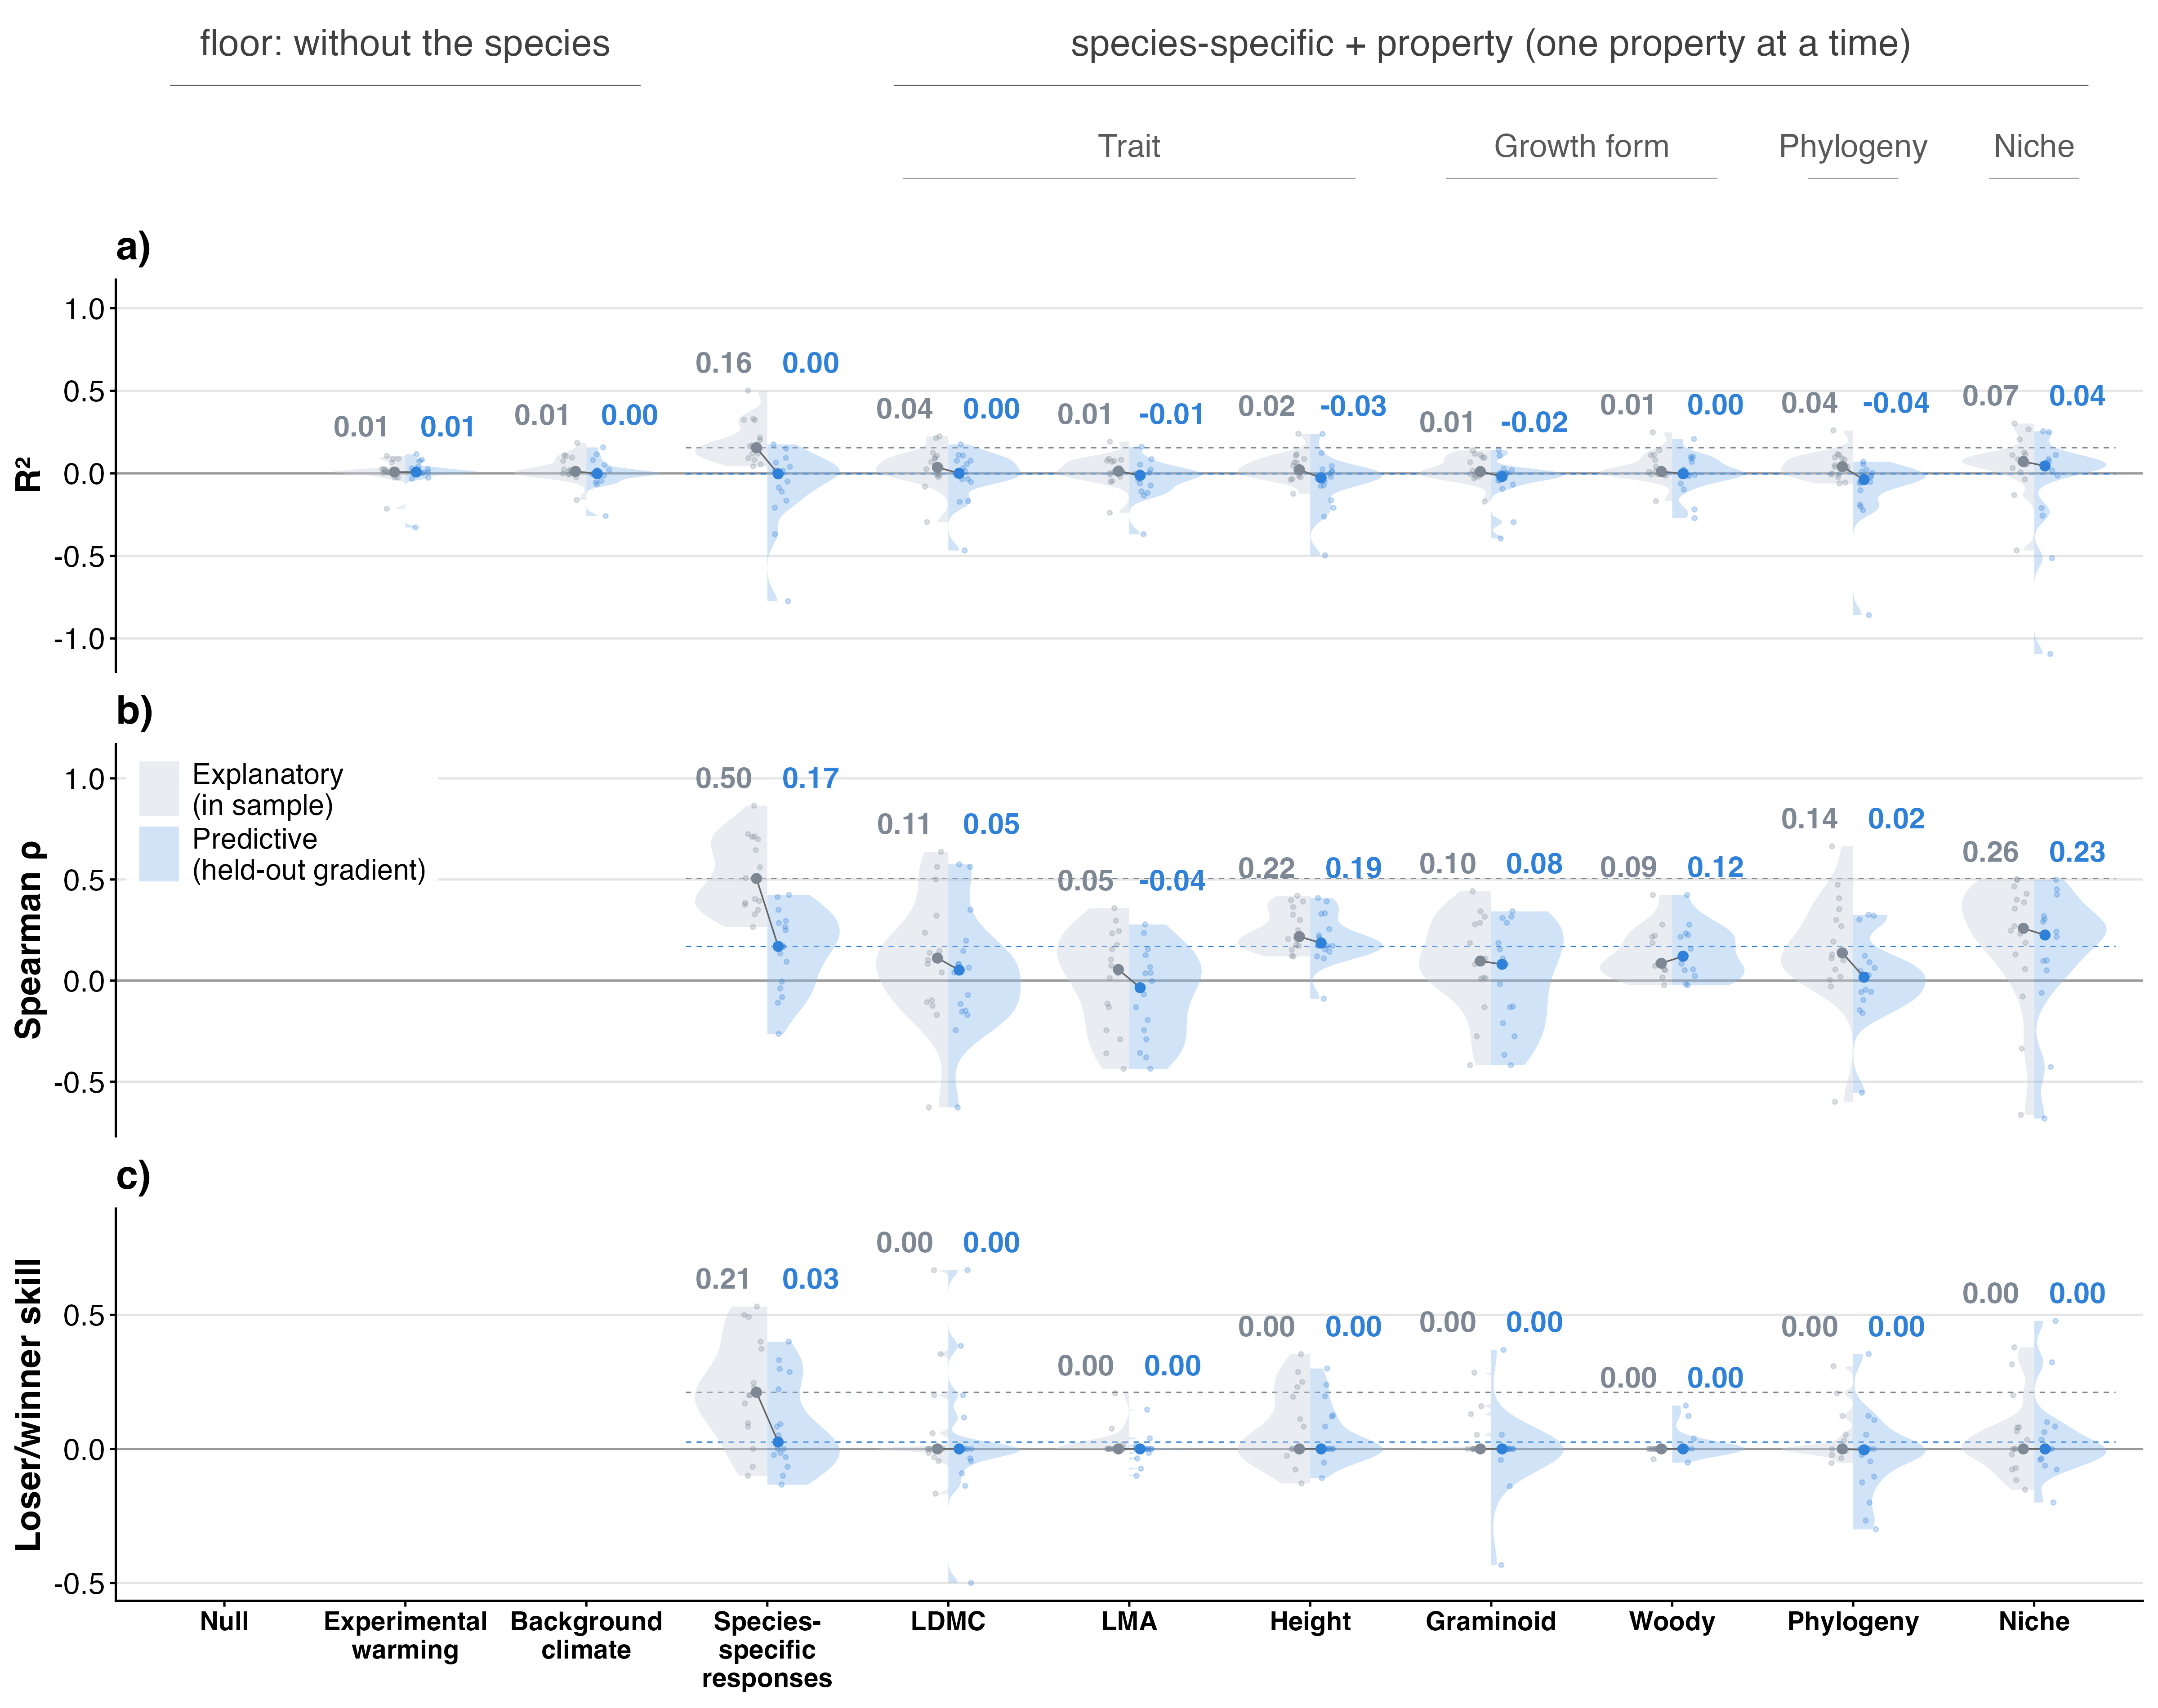 floor: without the species
species-specific + property (one property at a time)
Trait
Growth form
Phylogeny
Niche
a)
R²
1.0
0.5
0.0
-0.5
-1.0
0.01 0.01
0.01 0.00
0.16 0.00
0.04 0.00
0.01 -0.01
0.02 -0.03
0.01 -0.02
0.01 0.00
0.04 -0.04
0.07 0.04
b)
Spearman ρ
1.0
0.5
0.0
-0.5
Explanatory
(in sample)
Predictive
(held-out gradient)
0.50 0.17
0.11 0.05
0.05 -0.04
0.22 0.19
0.10 0.08
0.09 0.12
0.14 0.02
0.26 0.23
c)
Loser/winner skill
0.5
0.0
-0.5
0.21 0.03
0.00 0.00
0.00 0.00
0.00 0.00
0.00 0.00
0.00 0.00
0.00 0.00
0.00 0.00
Null
Experimental
warming
Background
climate
Species-
specific
responses
LDMC
LMA
Height
Graminoid
Woody
Phylogeny
Niche